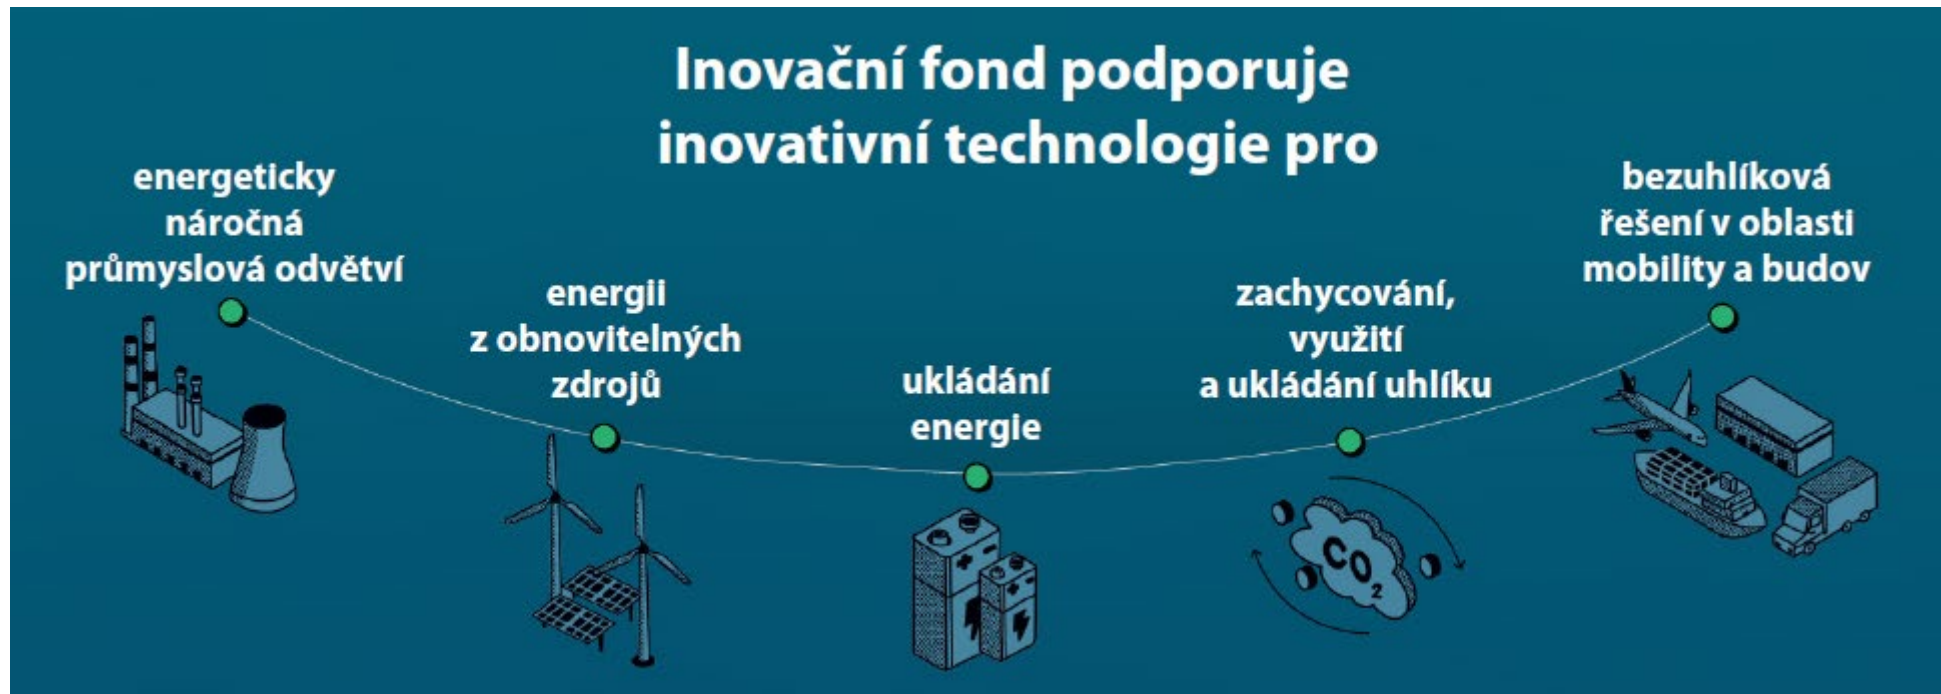 Inovační fond podporuje
inovativní technologie pro
energeticky
náročná
průmyslová odvětví
energii
z obnovitelných
zdrojů
ukládání
energie
zachycování,
využití
a ukládání uhlíku
bezuhlíková
řešení v oblasti
mobility a budov
CO₂